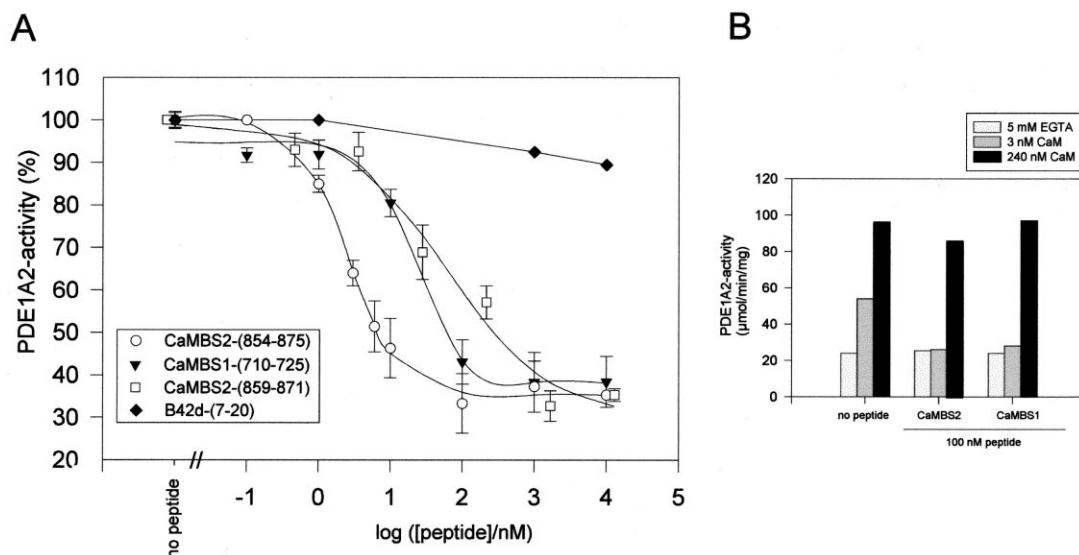 A
PDE1A2-activity (%)
100
90
80
70
60
50
40
30
20
CaMBS2-(854-875)
CaMBS1-(710-725)
CaMBS2-(859-871)
B42d-(7-20)
no peptide
-1 0 1 2 3 4 5
log ([peptide]/nM)
B
5 mM EGTA
3 nM CaM
240 nM CaM
PDE1A2-activity
(µmol/min/mg)
120
100
80
60
40
20
0
no peptide CaMBS2 CaMBS1
100 nM peptide